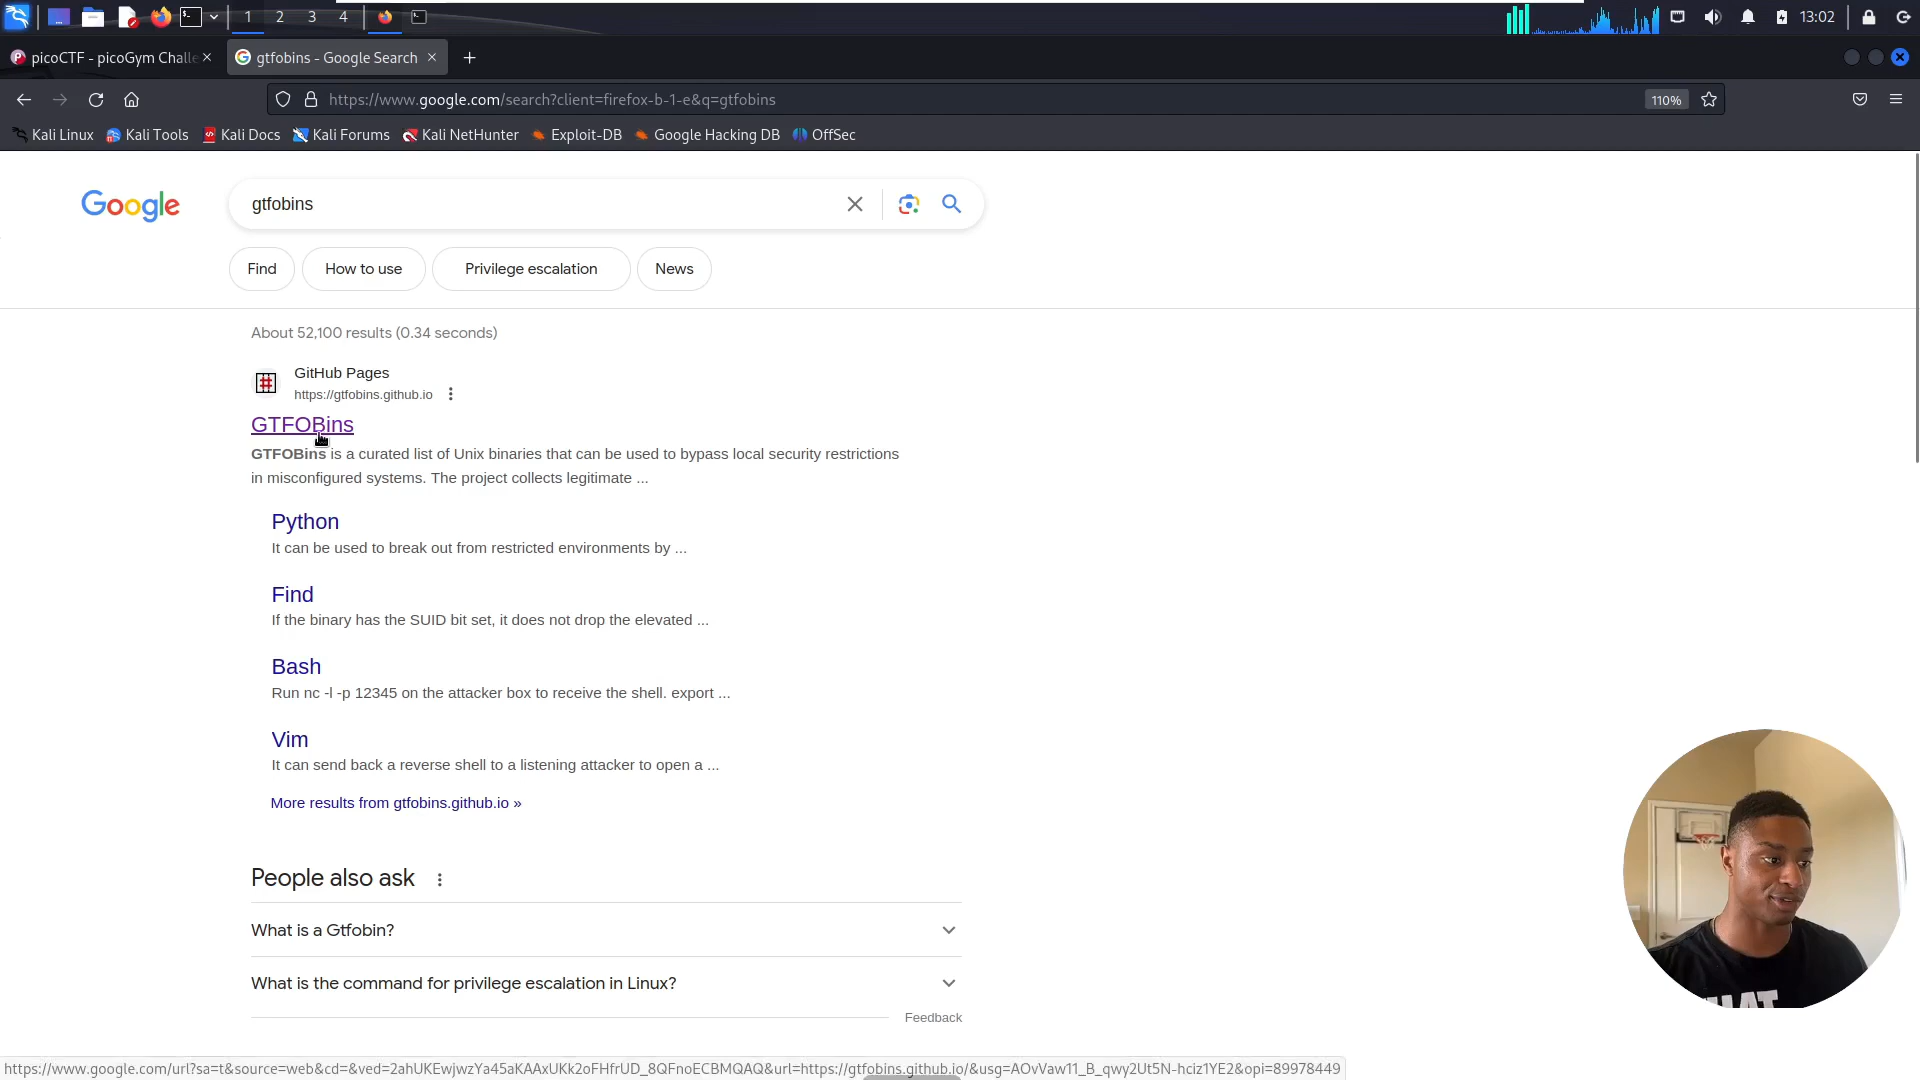 1 2 3 4 13:02
picoCTF - picoGym Challe
gtfobins - Google Search
https://www.google.com/search?client=firefox-b-1-e&q=gtfobins
110%
Kali Linux Kali Tools Kali Docs Kali Forums Kali NetHunter Exploit-DB Google Hacking DB OffSec
Google
gtfobins
Find How to use Privilege escalation News
About 52,100 results (0.34 seconds)
GitHub Pages
https://gtfobins.github.io
GTFOBins
GTFOBins is a curated list of Unix binaries that can be used to bypass local security restrictions
in misconfigured systems. The project collects legitimate ...
Python
It can be used to break out from restricted environments by ...
Find
If the binary has the SUID bit set, it does not drop the elevated ...
Bash
Run nc -l -p 12345 on the attacker box to receive the shell. export ...
Vim
It can send back a reverse shell to a listening attacker to open a ...
More results from gtfobins.github.io »
People also ask
What is a Gtfobin?
What is the command for privilege escalation in Linux?
Feedback
https://www.google.com/url?sa=t&source=web&cd=&ved=2ahUKEwjwzYa45aKAAxUKk2oFHfrUD_8QFnoECBMQAQ&url=https://gtfobins.github.io/&usg=AOvVaw11_B_qwy2Ut5N-hciz1YE2&opi=89978449